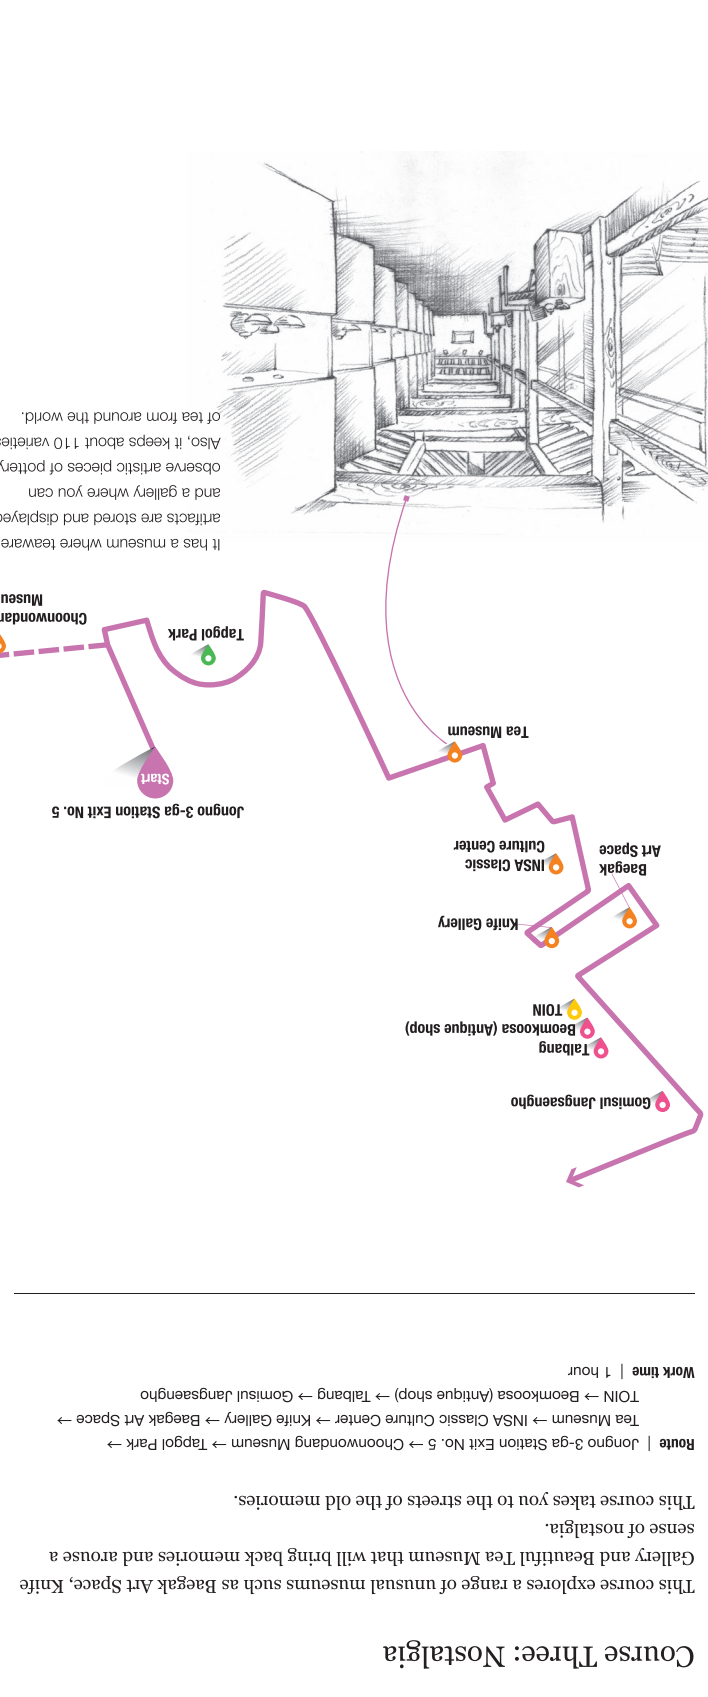 Course Three: Nostalgia
This course explores a range of unusual museums such as Baegak Art Space, Knife
Gallery and Beautiful Tea Museum that will bring back memories and arouse a
sense of nostalgia.
This course takes you to the streets of the old memories.
Route | Jongno 3-ga Station Exit No. 5 → Choonwondang Museum → Tapgol Park →
Tea Museum → INSA Classic Culture Center → Knife Gallery → Baegak Art Space →
TOIN → Beomkoosa (Antique shop) → Talbang → Gomisul Jangsaengho
Work time | 1 hour
Gomisul Jangsaengho
Talbang
Beomkoosa (Antique shop)
TOIN
Knife Gallery
Baegak
Art Space
INSA Classic
Culture Center
Jongno 3-ga Station Exit No. 5
Start
Tea Museum
Tapgol Park
Choonwondan
Museu
It has a museum where teaware
artifacts are stored and displaye
and a gallery where you can
observe artistic pieces of pottery
Also, it keeps about 110 varietie
of tea from around the world.